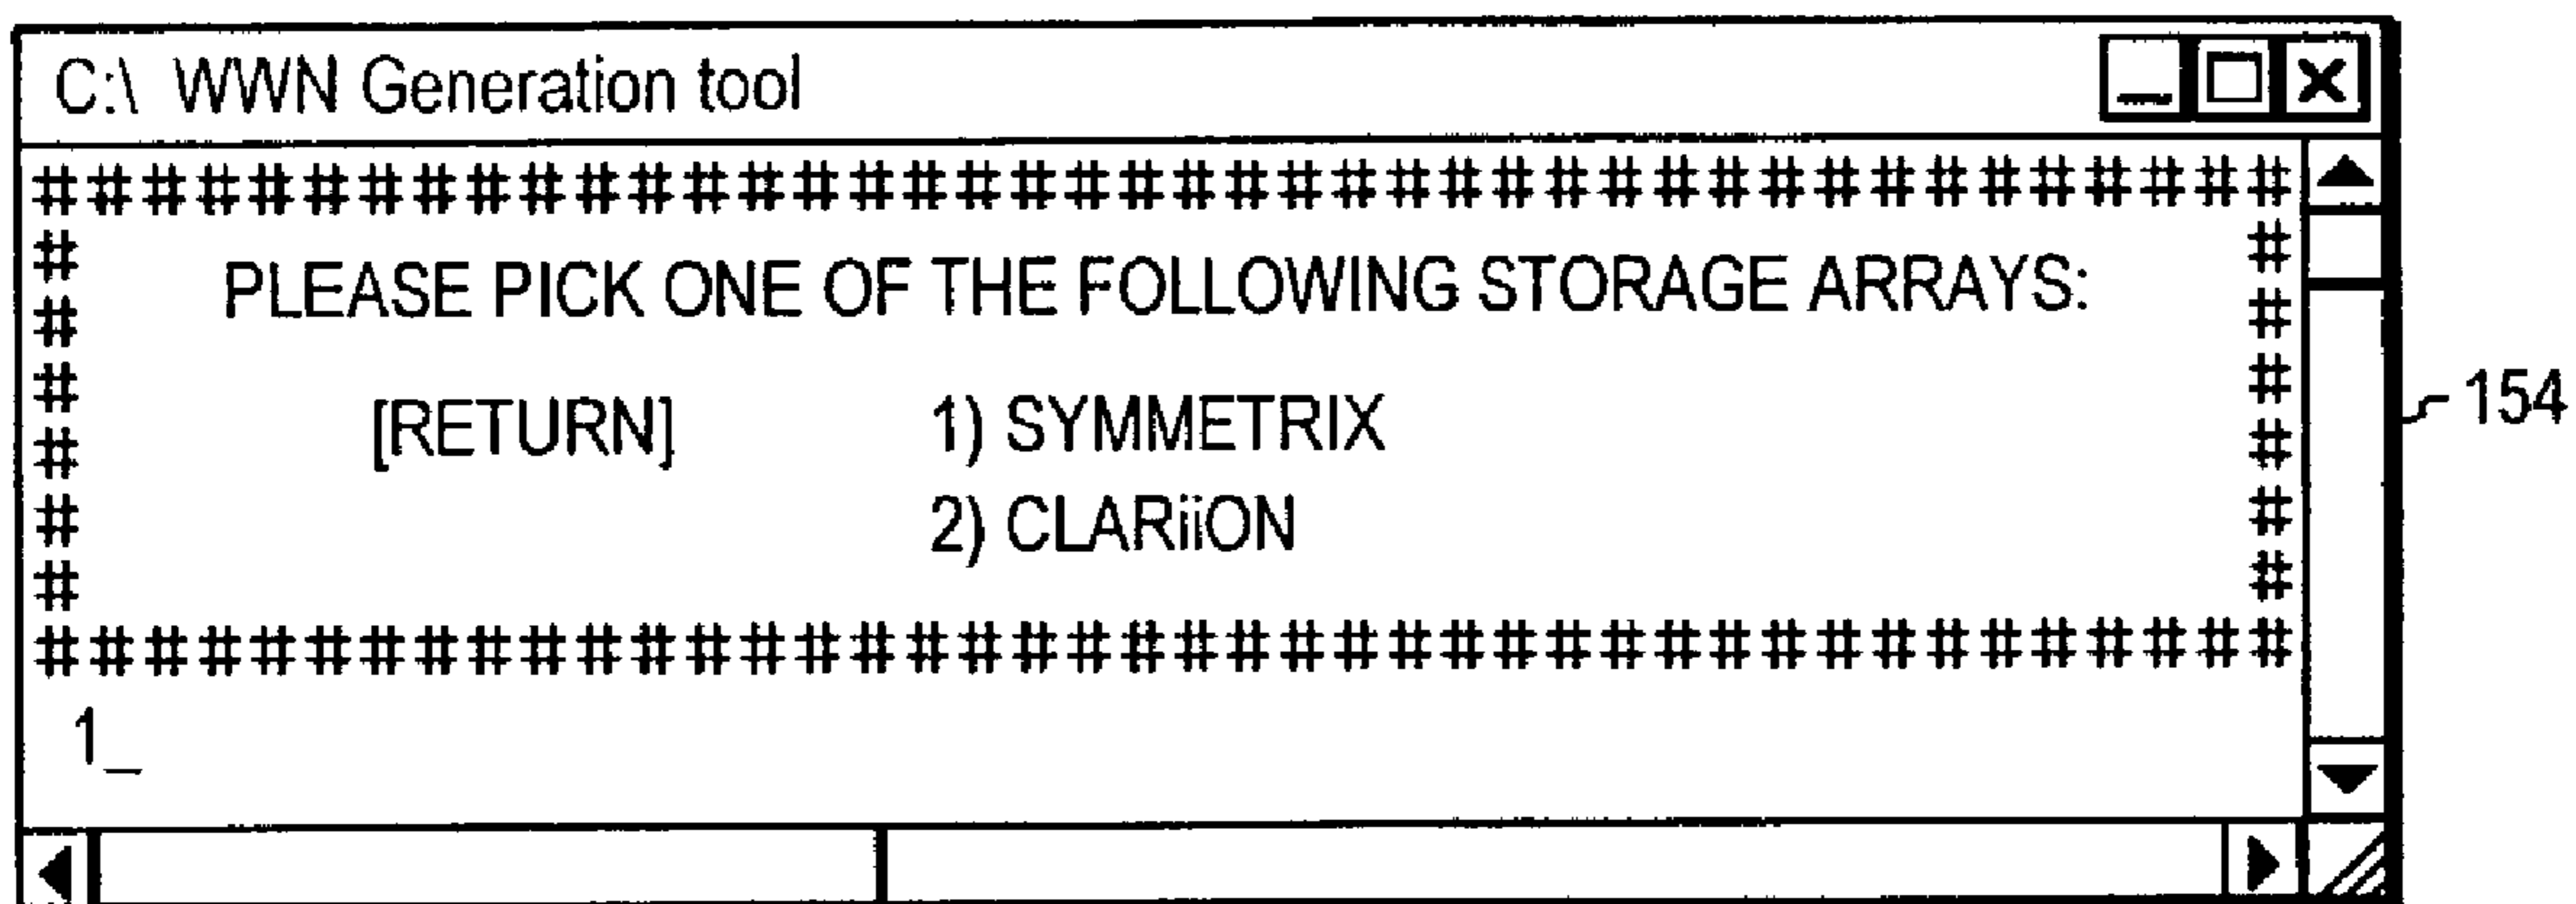 C:\ WWN Generation tool
# # # # # # # # # # # # # # # # # # # # # # # # # # # # # # # # # # # # # # # # # #
# #
# PLEASE PICK ONE OF THE FOLLOWING STORAGE ARRAYS: #
# #
# [RETURN] 1) SYMMETRIX #
# 2) CLARiiON #
# #
# # # # # # # # # # # # # # # # # # # # # # # # # # # # # # # # # # # # # # # # # #
1_
154